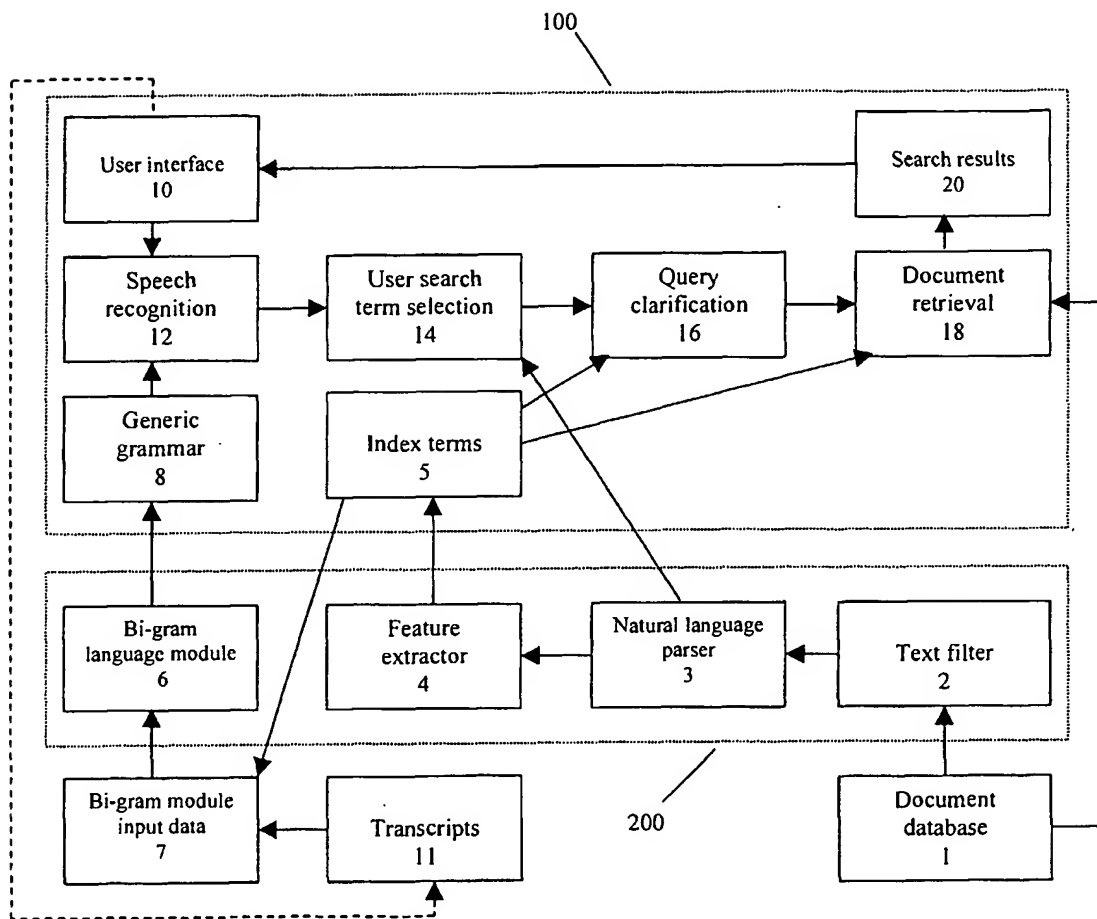 100
User interface
10
Search results
20
Speech
recognition
12
User search
term selection
14
Query
clarification
16
Document
retrieval
18
Generic
grammar
8
Index terms
5
Bi-gram
language module
6
Feature
extractor
4
Natural language
parser
3
Text filter
2
Bi-gram module
input data
7
Transcripts
11
200
Document
database
1